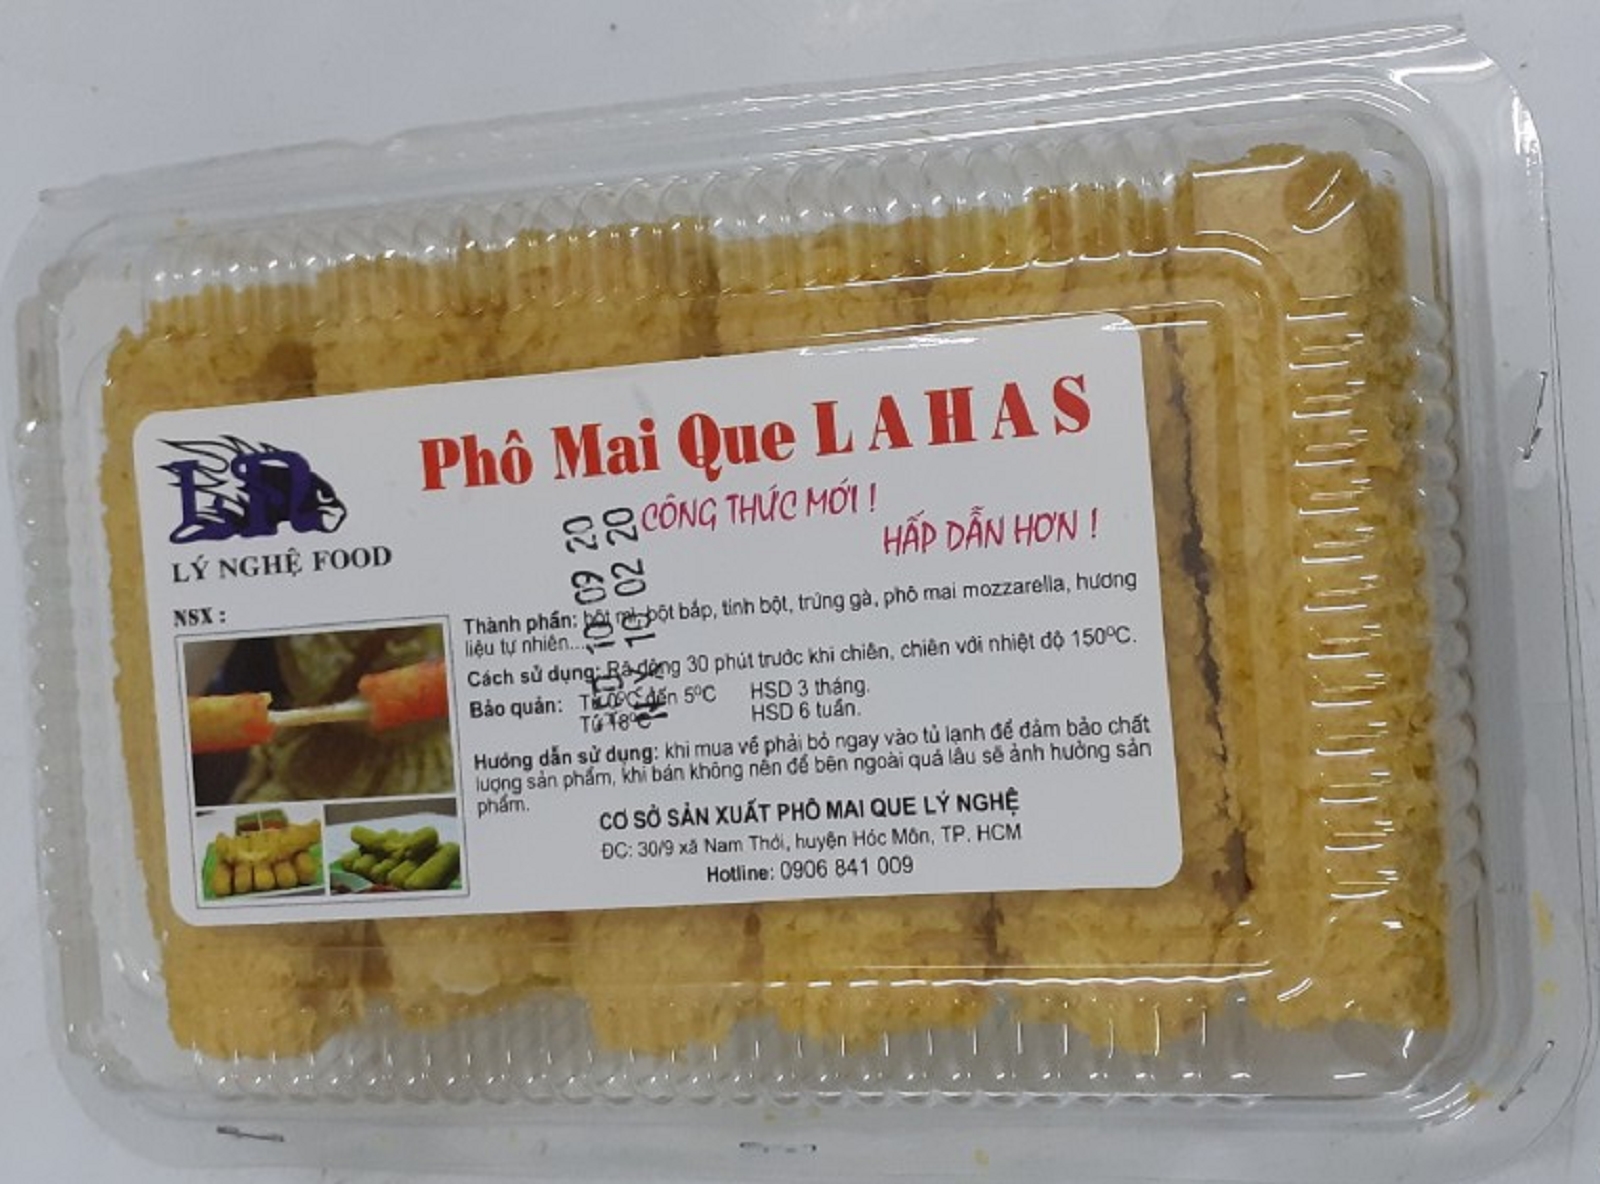 Phô Mai Que LAHAS
CÔNG THỨC MỚI !
HẤP DẪN HƠN !
LÝ NGHỆ FOOD
NSX :
10 09 20
10 02 20
Thành phần: bột mì, bột bắp, tinh bột, trứng gà, phô mai mozzarella, hương
liệu tự nhiên...
Cách sử dụng: Rã đông 30 phút trước khi chiên, chiên với nhiệt độ 150ºC.
Bảo quản: Từ 0ºC đến 5ºC HSD 3 tháng.
HSD 6 tuần.
Hướng dẫn sử dụng: khi mua về phải bỏ ngay vào tủ lạnh để đảm bảo chất
lượng sản phẩm, khi bán không nên để bên ngoài quá lâu sẽ ảnh hưởng sản
phẩm.
CƠ SỞ SẢN XUẤT PHÔ MAI QUE LÝ NGHỆ
ĐC: 30/9 xã Nam Thới, huyện Hóc Môn, TP. HCM
Hotline: 0906 841 009